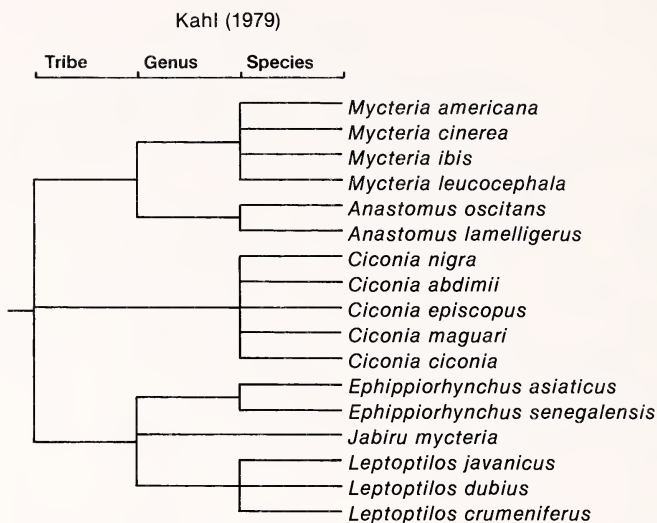 Kahl (1979)
Tribe Genus Species
Mycteria americana
Mycteria cinerea
Mycteria ibis
Mycteria leucocephala
Anastomus oscitans
Anastomus lamelligerus
Ciconia nigra
Ciconia abdimii
Ciconia episcopus
Ciconia maguari
Ciconia ciconia
Ephippiorhynchus asiaticus
Ephippiorhynchus senegalensis
Jabiru mycteria
Leptoptilos javanicus
Leptoptilos dubius
Leptoptilos crumeniferus